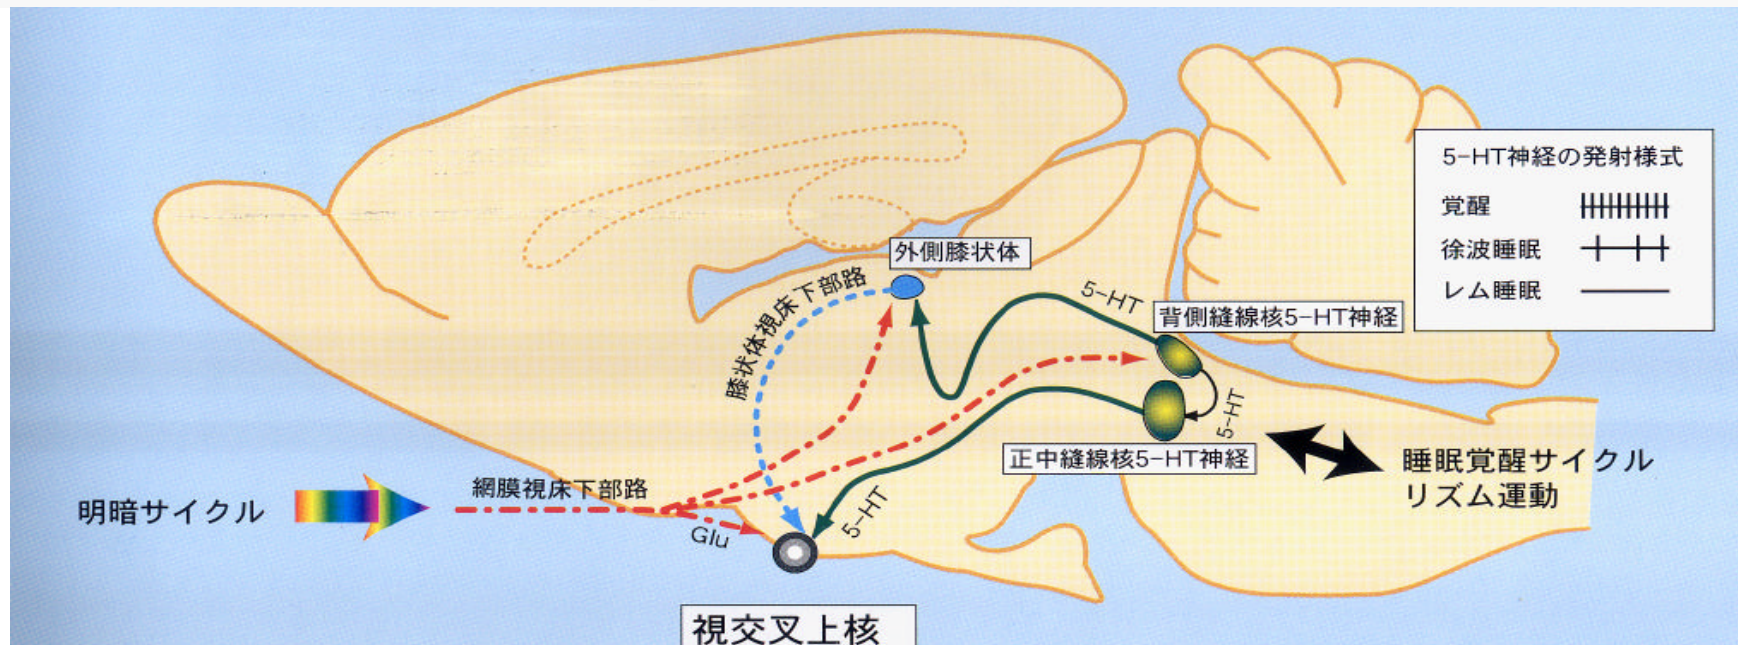 5-HT神経の発射様式
覚醒
徐波睡眠
レム睡眠
外側膝状体
膝状体視床下部路
5-HT
背側縫線核5-HT神経
5-HT
正中縫線核5-HT神経
睡眠覚醒サイクル
リズム運動
明暗サイクル
網膜視床下部路
Glu
5-HT
視交叉上核